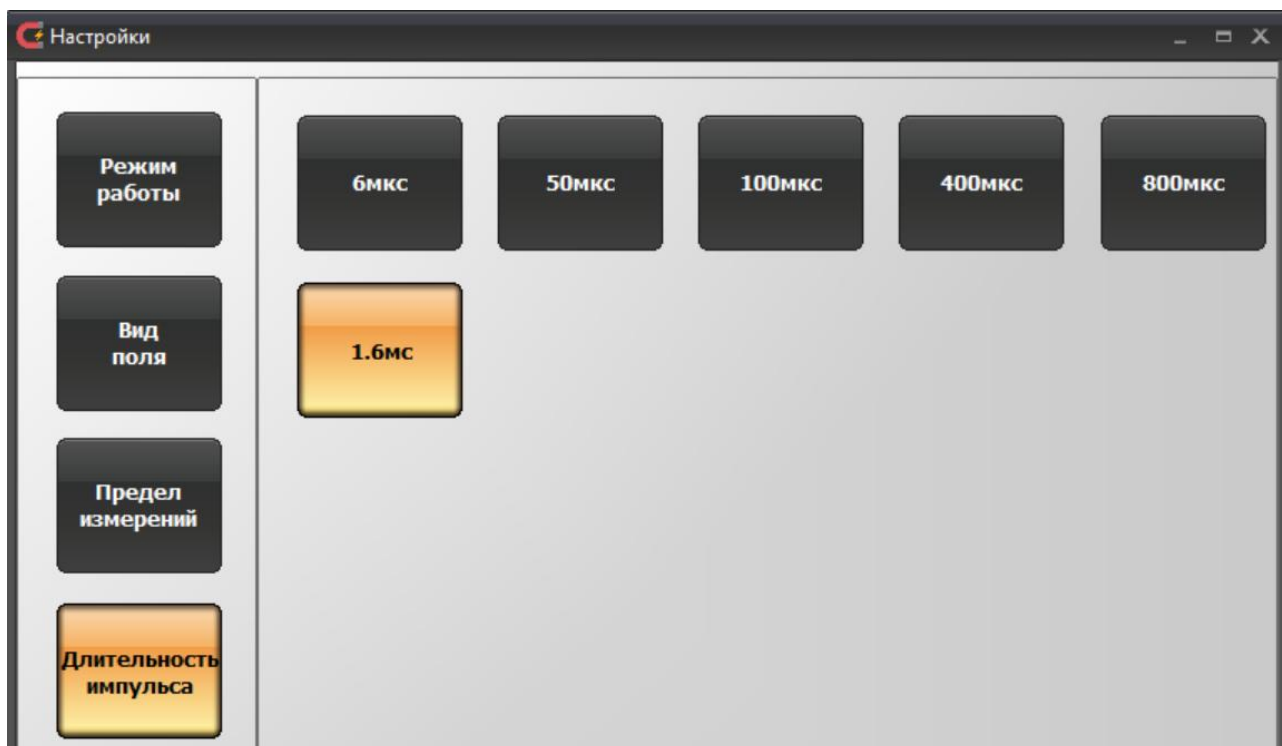 Настройки
Режим
работы
Вид
поля
Предел
измерений
Длительность
импульса
6мкс
50мкс
100мкс
400мкс
800мкс
1.6мс